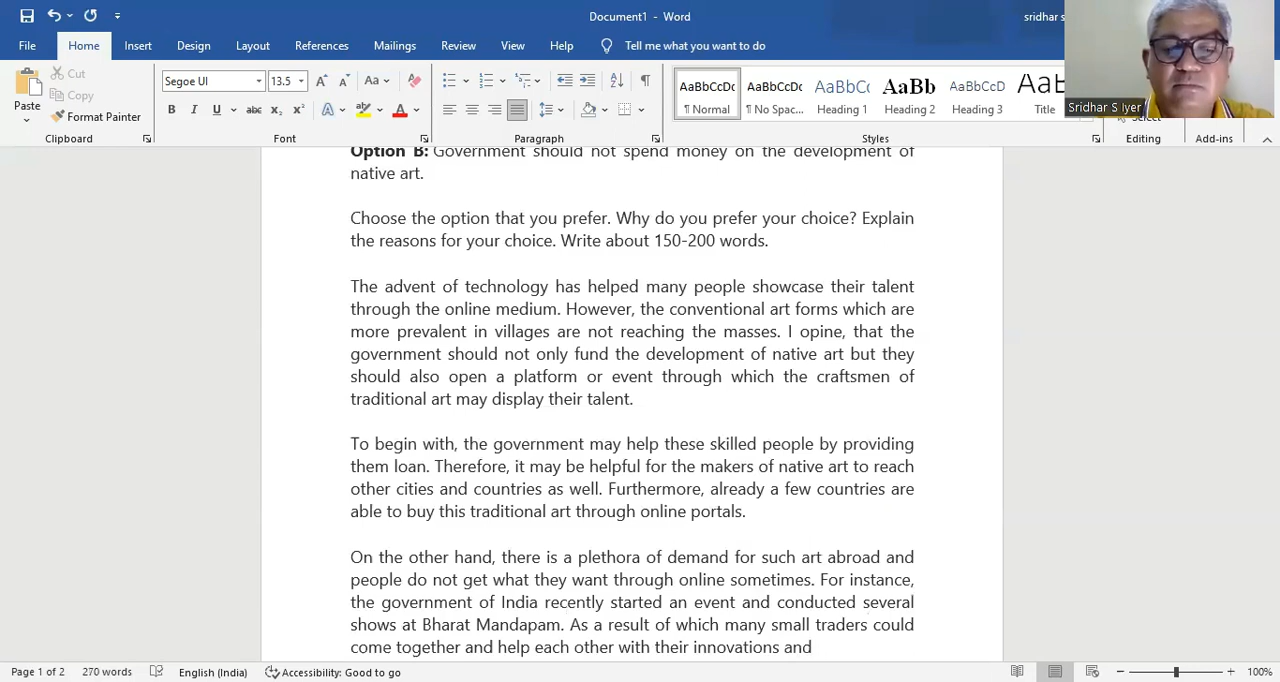 Document1 - Word
sridhar s
File Home Insert Design Layout References Mailings Review View Help Tell me what you want to do
Paste
Cut
Copy
Format Painter
Clipboard
Segoe UI 13.5
Font
Paragraph
AaBbCcDc AaBbCcDc AaBbC AaBb AaBbCcD AaB
¶ Normal ¶ No Spac... Heading 1 Heading 2 Heading 3 Title
Styles
Sridhar S Iyer
Select
Editing
Add-ins
Option B: Government should not spend money on the development of
native art.
Choose the option that you prefer. Why do you prefer your choice? Explain
the reasons for your choice. Write about 150-200 words.
The advent of technology has helped many people showcase their talent
through the online medium. However, the conventional art forms which are
more prevalent in villages are not reaching the masses. I opine, that the
government should not only fund the development of native art but they
should also open a platform or event through which the craftsmen of
traditional art may display their talent.
To begin with, the government may help these skilled people by providing
them loan. Therefore, it may be helpful for the makers of native art to reach
other cities and countries as well. Furthermore, already a few countries are
able to buy this traditional art through online portals.
On the other hand, there is a plethora of demand for such art abroad and
people do not get what they want through online sometimes. For instance,
the government of India recently started an event and conducted several
shows at Bharat Mandapam. As a result of which many small traders could
come together and help each other with their innovations and
Page 1 of 2 270 words English (India) Accessibility: Good to go 100%